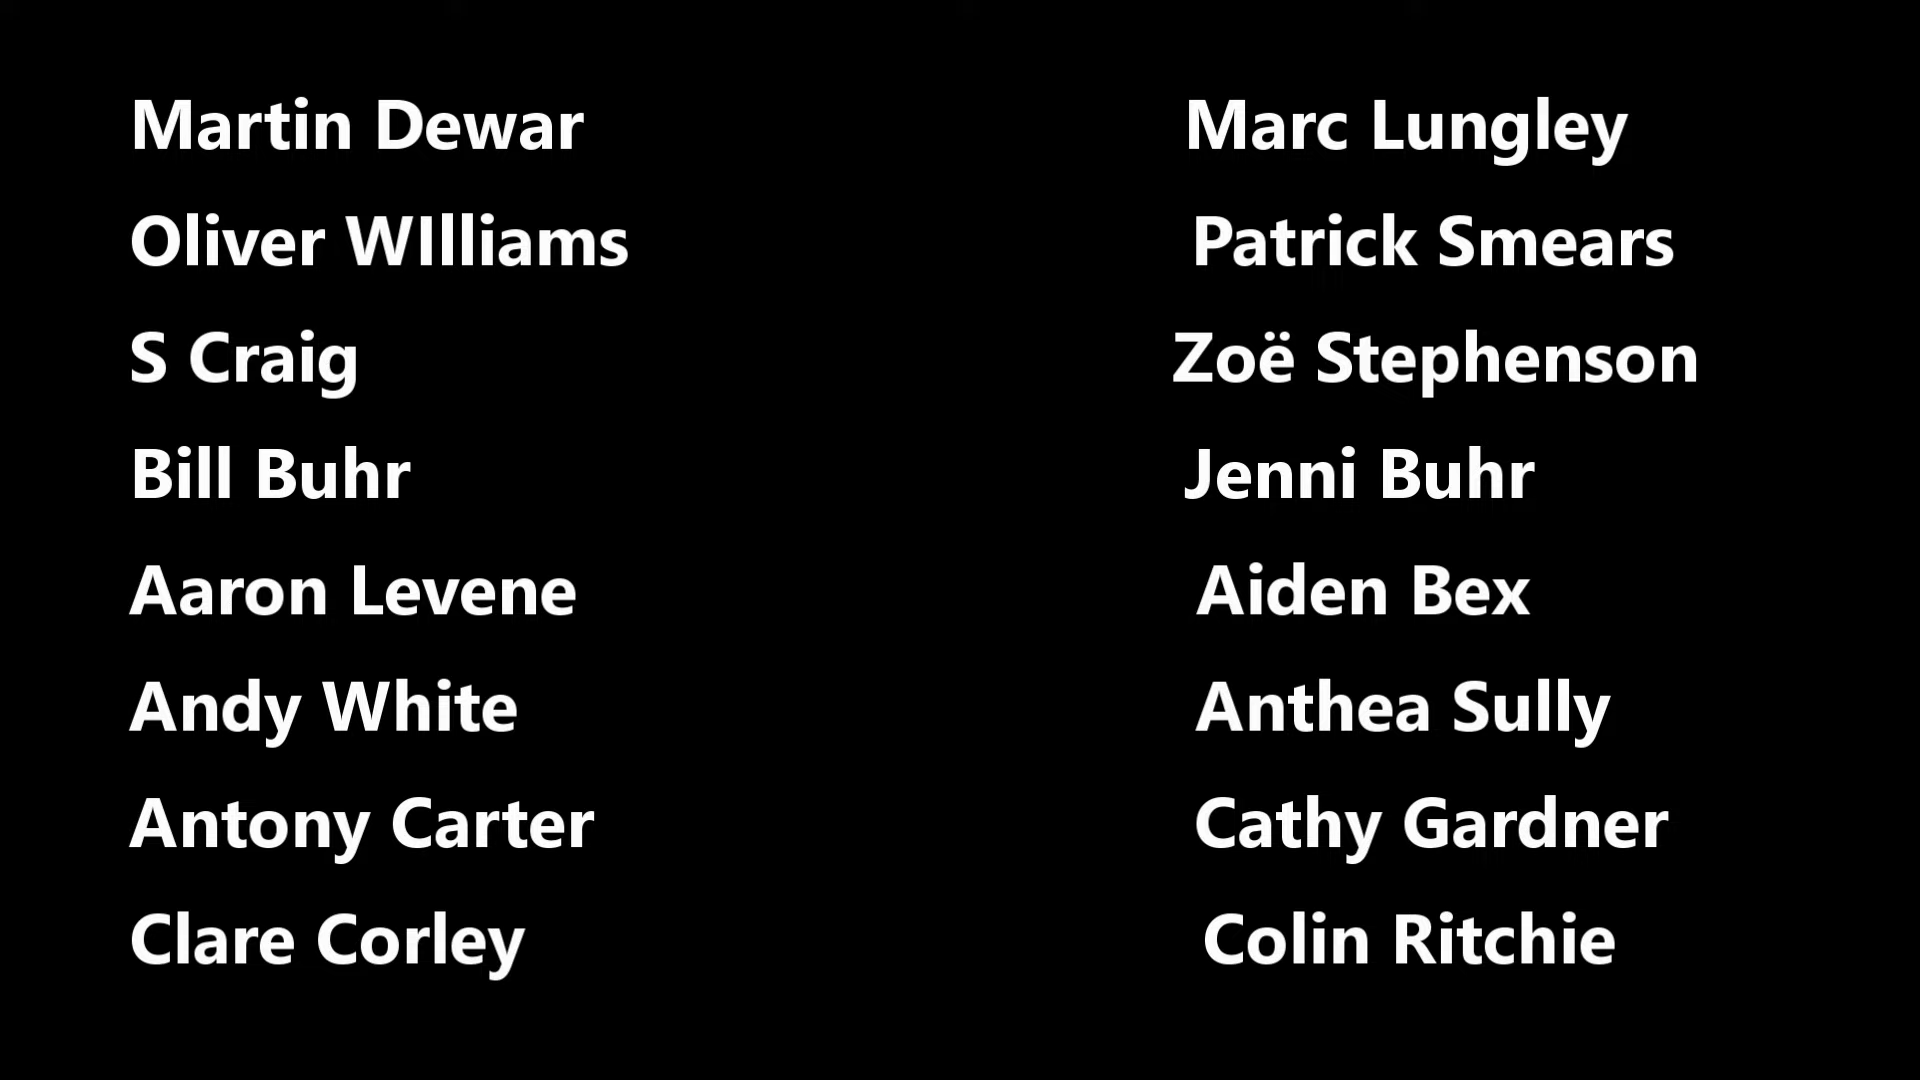 Martin Dewar Marc Lungley
Oliver WIlliams Patrick Smears
S Craig Zoë Stephenson
Bill Buhr Jenni Buhr
Aaron Levene Aiden Bex
Andy White Anthea Sully
Antony Carter Cathy Gardner
Clare Corley Colin Ritchie